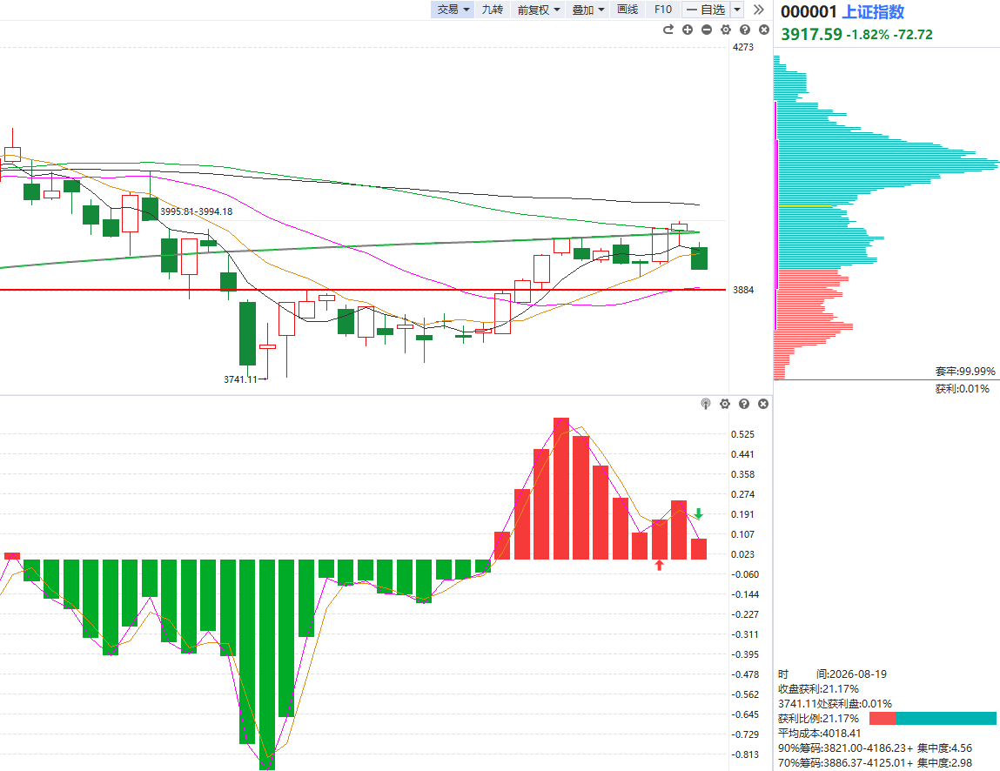 交易 九转 前复权 叠加 画线 F10 一自选
000001 上证指数
3917.59 -1.82% -72.72
4273
3995.81-3994.18
3884
3741.11
套牢:99.99%
获利:0.01%
0.525
0.441
0.358
0.274
0.191
0.107
0.023
-0.060
-0.144
-0.227
-0.311
-0.395
-0.478
-0.562
-0.645
-0.729
-0.813
时 间:2026-08-19
收盘获利:21.17%
3741.11处获利盘:0.01%
获利比例:21.17%
平均成本:4018.41
90%筹码:3821.00-4186.23+ 集中度:4.56
70%筹码:3886.37-4125.01+ 集中度:2.98